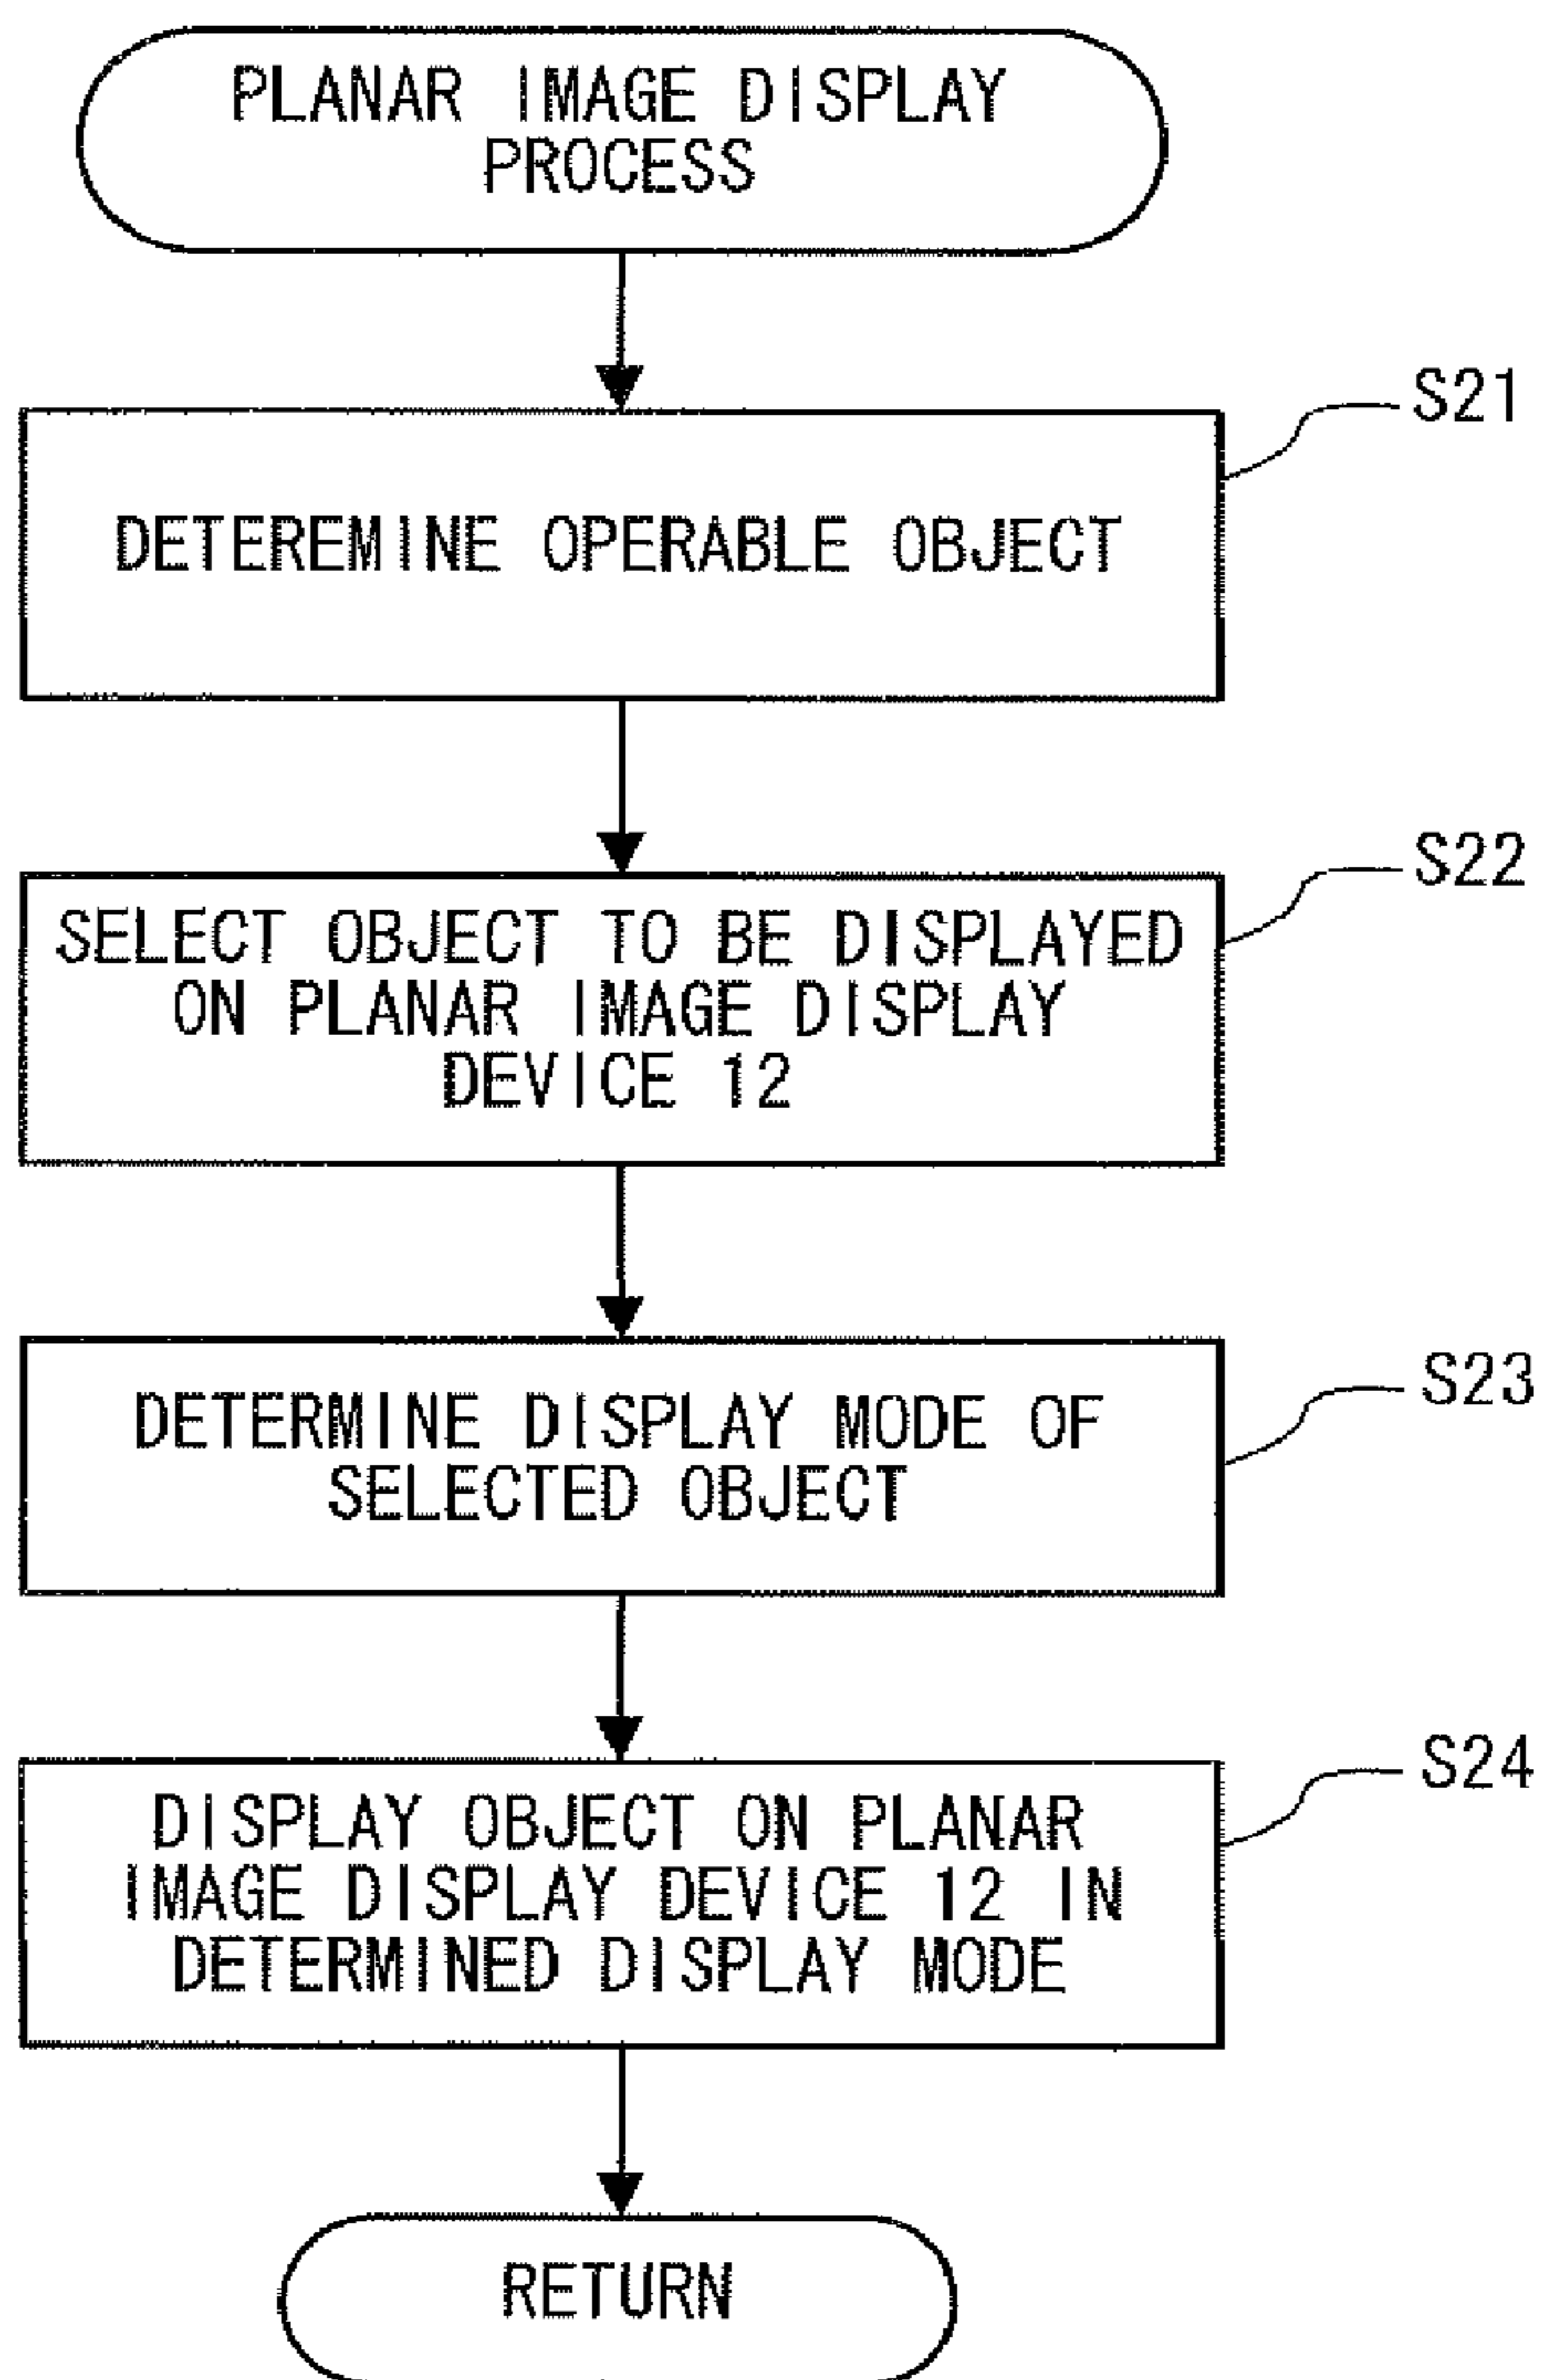 PLANAR IMAGE DISPLAY
PROCESS
S21
DETEREMINE OPERABLE OBJECT
S22
SELECT OBJECT TO BE DISPLAYED
ON PLANAR IMAGE DISPLAY
DEVICE 12
S23
DETERMINE DISPLAY MODE OF
SELECTED OBJECT
S24
DISPLAY OBJECT ON PLANAR
IMAGE DISPLAY DEVICE 12 IN
DETERMINED DISPLAY MODE
RETURN